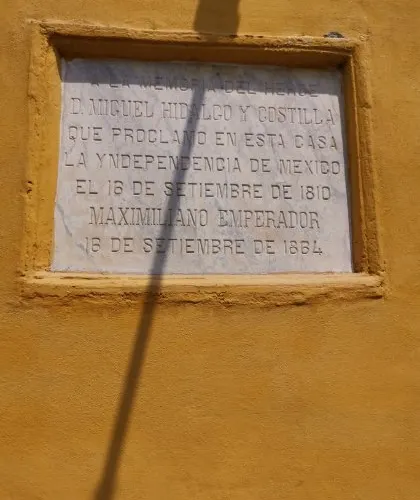 A LA MEMORIA DEL HEROE
D. MIGUEL HIDALGO Y COSTILLA
QUE PROCLAMO EN ESTA CASA
LA YNDEPENDENCIA DE MEXICO
EL 16 DE SETIEMBRE DE 1810
MAXIMILIANO EMPERADOR
16 DE SETIEMBRE DE 1864